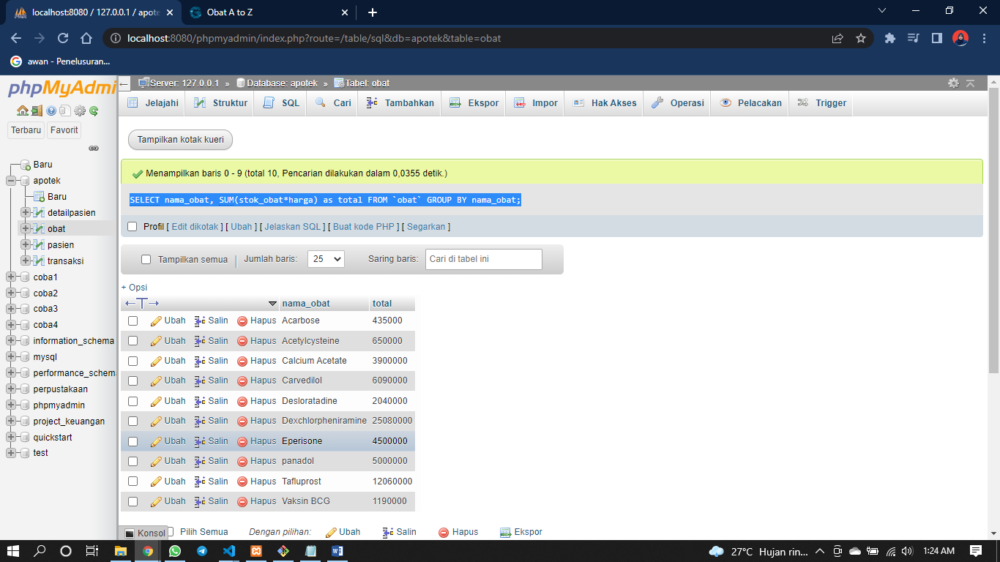 localhost:8080 / 127.0.0.1 / apote
Obat A to Z
localhost:8080/phpmyadmin/index.php?route=/table/sql&db=apotek&table=obat
awan - Penelusuran...
phpMyAdmi
Terbaru Favorit
Baru
apotek
Baru
detailpasien
obat
pasien
transaksi
coba1
coba2
coba3
coba4
information_schema
mysql
performance_schema
perpustakaan
phpmyadmin
project_keuangan
quickstart
test
Server: 127.0.0.1 » Database: apotek » Tabel: obat
Jelajahi Struktur SQL Cari Tambahkan Ekspor Impor Hak Akses Operasi Pelacakan Trigger
Tampilkan kotak kueri
Menampilkan baris 0 - 9 (total 10, Pencarian dilakukan dalam 0,0355 detik.)
SELECT nama_obat, SUM(stok_obat*harga) as total FROM `obat` GROUP BY nama_obat;
Profil [ Edit dikotak ] [ Ubah ] [ Jelaskan SQL ] [ Buat kode PHP ] [ Segarkan ]
Tampilkan semua | Jumlah baris: 25 Saring baris: Cari di tabel ini
+ Opsi
←T→ nama_obat total
Ubah Salin Hapus Acarbose 435000
Ubah Salin Hapus Acetylcysteine 650000
Ubah Salin Hapus Calcium Acetate 3900000
Ubah Salin Hapus Carvedilol 6090000
Ubah Salin Hapus Desloratadine 2040000
Ubah Salin Hapus Dexchlorpheniramine 25080000
Ubah Salin Hapus Eperisone 4500000
Ubah Salin Hapus panadol 5000000
Ubah Salin Hapus Tafluprost 12060000
Ubah Salin Hapus Vaksin BCG 1190000
Konsol Pilih Semua Dengan pilihan: Ubah Salin Hapus Ekspor
27°C Hujan rin... 1:24 AM